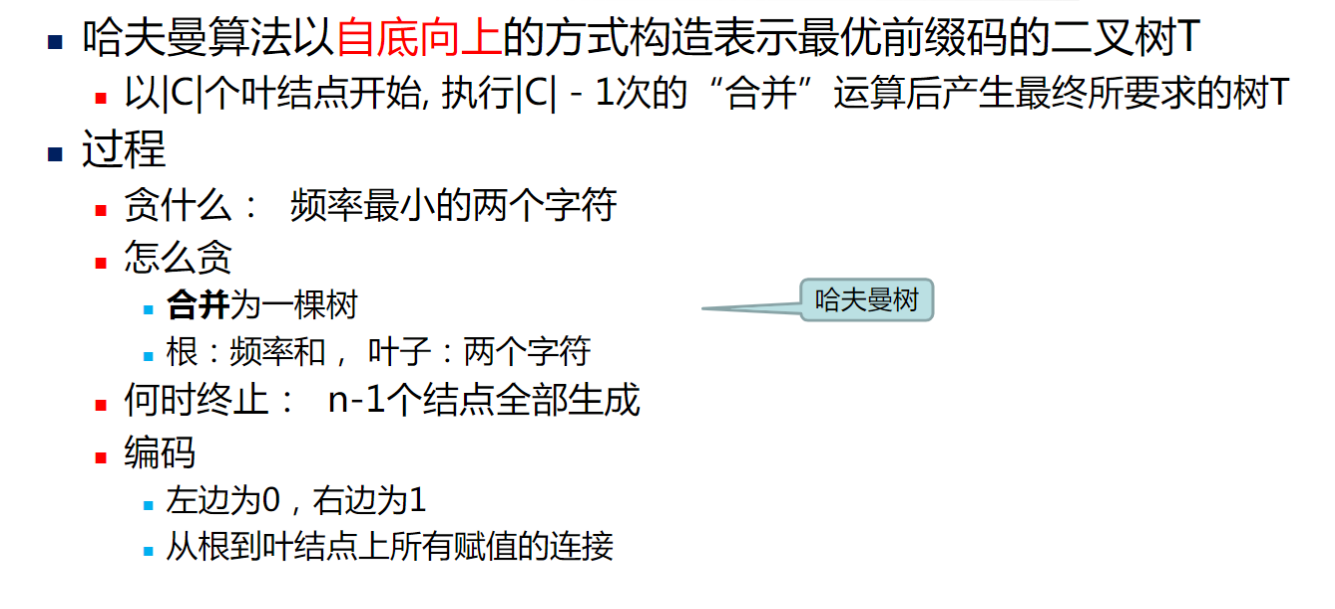 哈夫曼算法以自底向上的方式构造表示最优前缀码的二叉树T
以|C|个叶结点开始, 执行|C| - 1次的“合并”运算后产生最终所要求的树T
过程
贪什么： 频率最小的两个字符
怎么贪
合并为一棵树
哈夫曼树
根：频率和， 叶子：两个字符
何时终止： n-1个结点全部生成
编码
左边为0，右边为1
从根到叶结点上所有赋值的连接